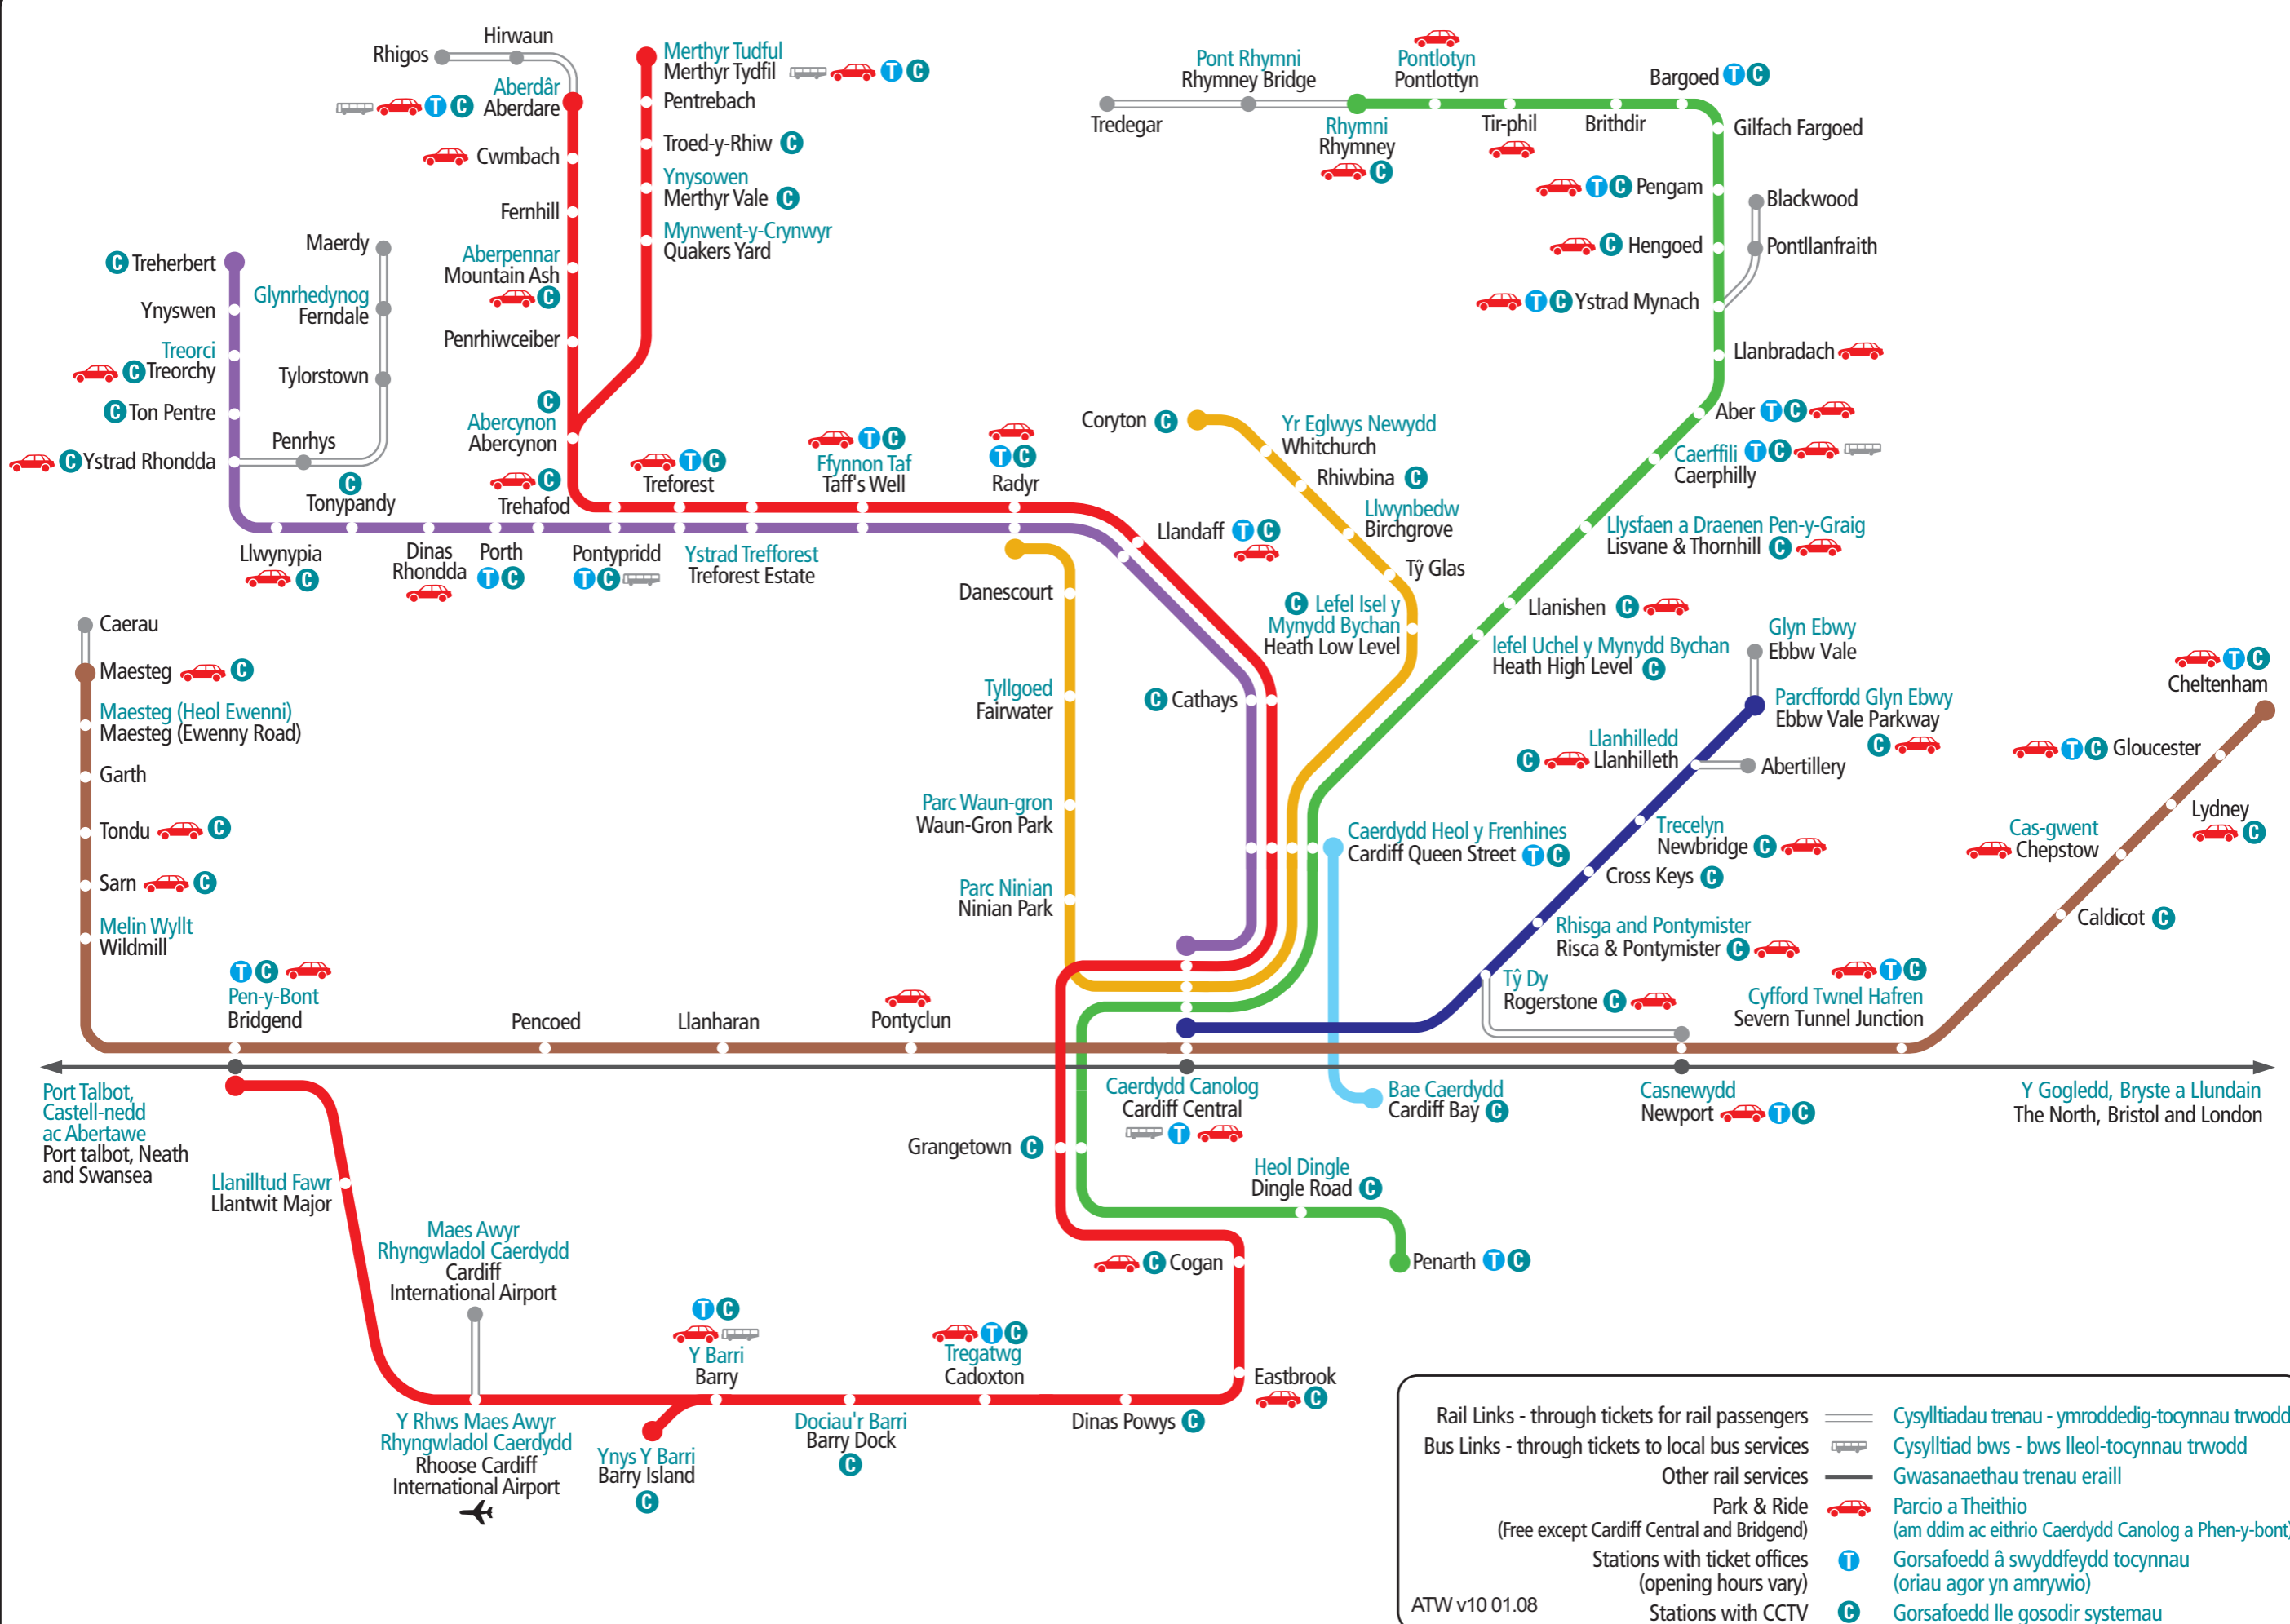 Rhigos
Hirwaun
Aberdâr
Aberdare
T C
Cwmbach
Fernhill
Aberpennar
Mountain Ash
C
Penrhiwceiber
C
Abercynon
Abercynon
Merthyr Tudful
Merthyr Tydfil
T C
Pentrebach
Troed-y-Rhiw C
Ynysowen
Merthyr Vale C
Mynwent-y-Crynwyr
Quakers Yard
C Treherbert
Ynyswen
Treorci
C Treorchy
C Ton Pentre
C Ystrad Rhondda
Maerdy
Glynrhedynog
Ferndale
Tylorstown
Penrhys
C
Tonypandy
C
Trehafod
T C
Treforest
T C
Ffynnon Taf
Taff's Well
T C
Radyr
Llwynypia
C
Dinas
Rhondda
Porth
T C
Pontypridd
T C
Ystrad Trefforest
Treforest Estate
Llandaff T C
Tredegar
Pont Rhymni
Rhymney Bridge
Rhymni
Rhymney
C
Pontlotyn
Pontlottyn
Tir-phil
Brithdir
Bargoed T C
Gilfach Fargoed
T C Pengam
C Hengoed
T C Ystrad Mynach
Blackwood
Pontllanfraith
Llanbradach
Aber T C
Caerffili T C
Caerphilly
Llysfaen a Draenen Pen-y-Graig
Lisvane & Thornhill C
Llanishen C
lefel Uchel y Mynydd Bychan
Heath High Level C
Coryton C
Yr Eglwys Newydd
Whitchurch
Rhiwbina C
Llwynbedw
Birchgrove
Tŷ Glas
C Lefel Isel y
Mynydd Bychan
Heath Low Level
C Cathays
Danescourt
Tyllgoed
Fairwater
Parc Waun-gron
Waun-Gron Park
Parc Ninian
Ninian Park
Caerdydd Heol y Frenhines
Cardiff Queen Street T C
Glyn Ebwy
Ebbw Vale
Parcffordd Glyn Ebwy
Ebbw Vale Parkway
C
Llanhilledd
C Llanhilleth
Abertillery
Trecelyn
Newbridge C
Cross Keys C
Rhisga and Pontymister
Risca & Pontymister C
Tŷ Dy
Rogerstone C
T C
Cheltenham
T C Gloucester
Lydney
C
Cas-gwent
Chepstow
Caldicot C
T C
Cyfford Twnel Hafren
Severn Tunnel Junction
Caerau
Maesteg C
Maesteg (Heol Ewenni)
Maesteg (Ewenny Road)
Garth
Tondu C
Sarn C
Melin Wyllt
Wildmill
T C
Pen-y-Bont
Bridgend
Pencoed
Llanharan
Pontyclun
Port Talbot,
Castell-nedd
ac Abertawe
Port talbot, Neath
and Swansea
Caerdydd Canolog
Cardiff Central
T
Bae Caerdydd
Cardiff Bay C
Casnewydd
Newport T C
Y Gogledd, Bryste a Llundain
The North, Bristol and London
Grangetown C
Heol Dingle
Dingle Road C
Penarth T C
C Cogan
Eastbrook
C
Dinas Powys C
T C
Tregatwg
Cadoxton
Dociau'r Barri
Barry Dock
C
T C
Y Barri
Barry
Ynys Y Barri
Barry Island
C
Llanilltud Fawr
Llantwit Major
Maes Awyr
Rhyngwladol Caerdydd
Cardiff
International Airport
Y Rhws Maes Awyr
Rhyngwladol Caerdydd
Rhoose Cardiff
International Airport
Rail Links - through tickets for rail passengers Cysylltiadau trenau - ymroddedig-tocynnau trwodd
Bus Links - through tickets to local bus services Cysylltiad bws - bws lleol-tocynnau trwodd
Other rail services Gwasanaethau trenau eraill
Park & Ride Parcio a Theithio
(Free except Cardiff Central and Bridgend) (am ddim ac eithrio Caerdydd Canolog a Phen-y-bont)
Stations with ticket offices T Gorsafoedd â swyddfeydd tocynnau
(opening hours vary) (oriau agor yn amrywio)
ATW v10 01.08
Stations with CCTV C Gorsafoedd lle gosodir systemau